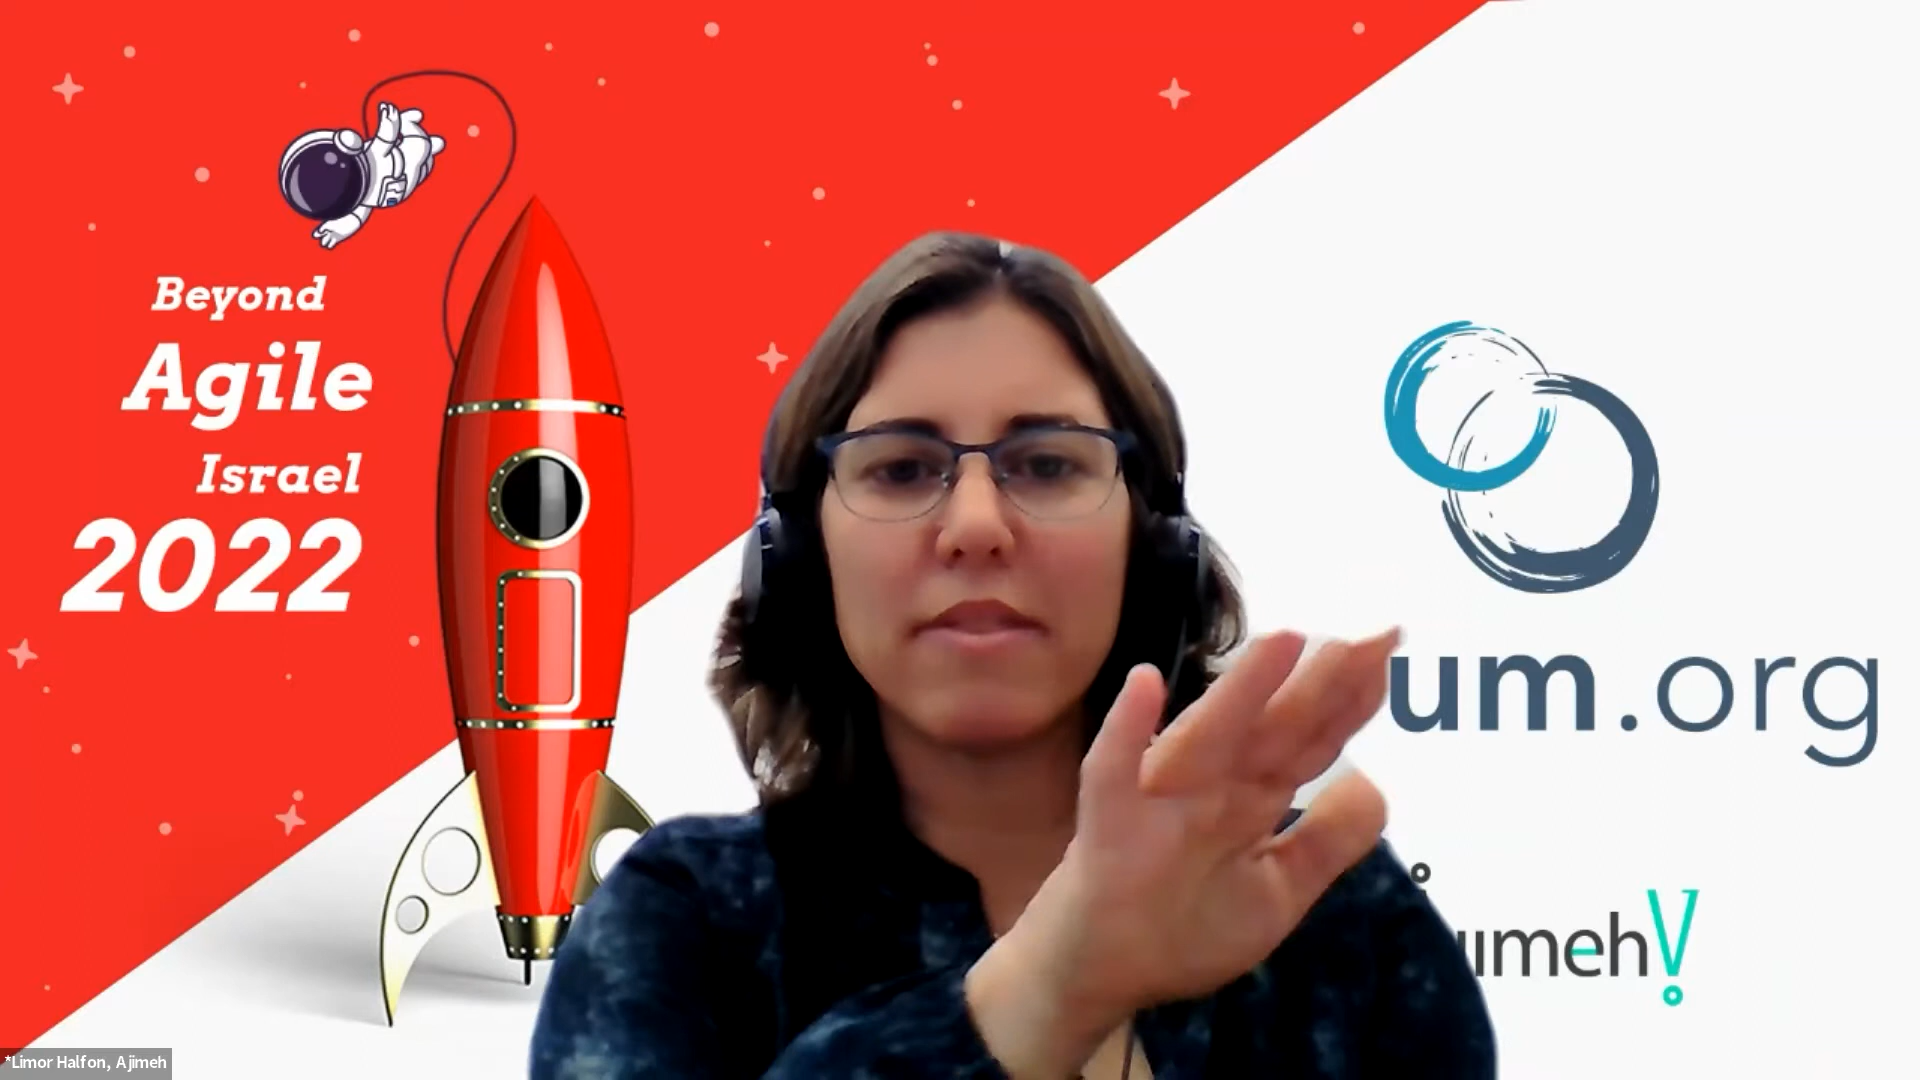 Beyond
Agile
Israel
2022
um.org
umeh
*Limor Halfon, Ajimeh